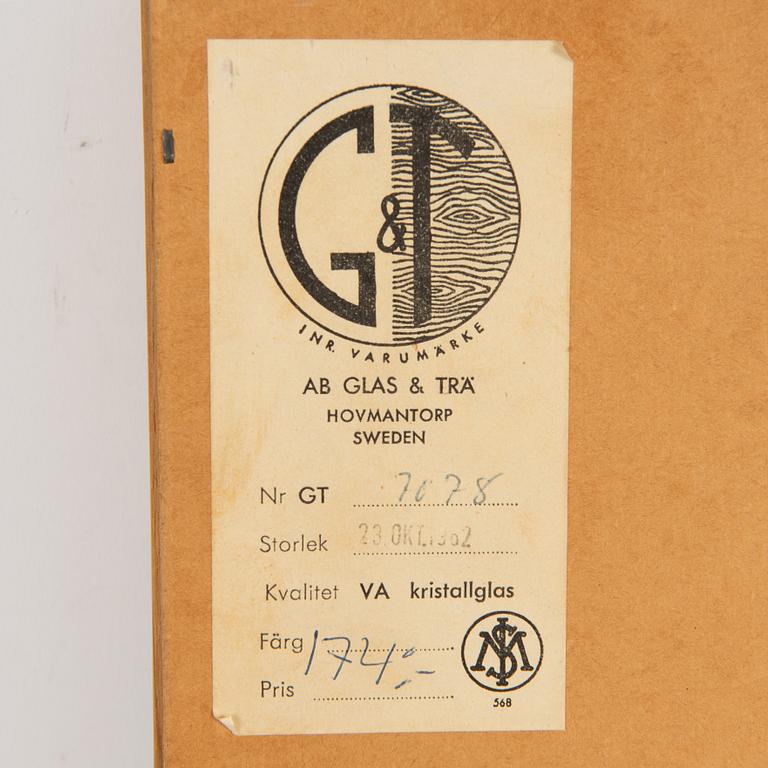 G&T
INR. VARUMÄRKE
AB GLAS & TRÄ
HOVMANTORP
SWEDEN
Nr GT 7078
Storlek 23. OKT. 1962
Kvalitet VA kristallglas
Färg 174:-
Pris
SM
568